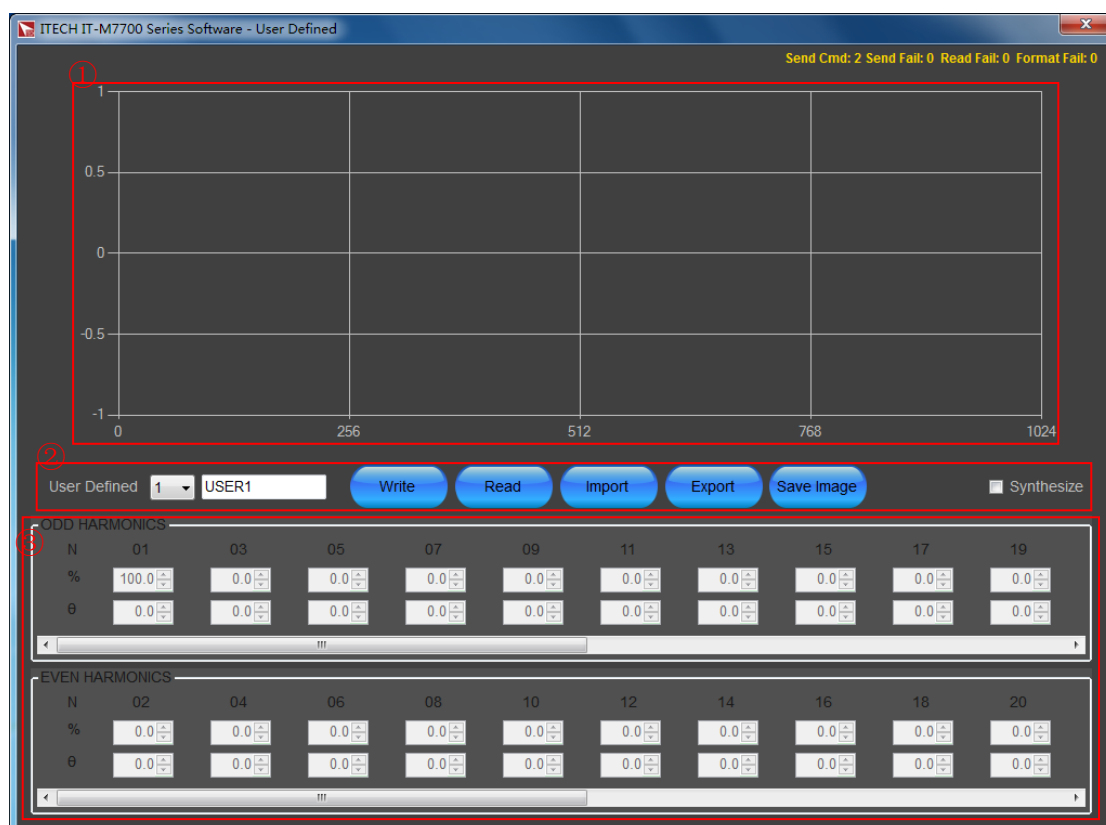 ITECH IT-M7700 Series Software - User Defined
Send Cmd: 2 Send Fail: 0 Read Fail: 0 Format Fail: 0
①
1
0.5
0
-0.5
-1
0 256 512 768 1024
②
User Defined 1 USER1 Write Read Import Export Save Image Synthesize
③
ODD HARMONICS
N 01 03 05 07 09 11 13 15 17 19
% 100.0 0.0 0.0 0.0 0.0 0.0 0.0 0.0 0.0 0.0
θ 0.0 0.0 0.0 0.0 0.0 0.0 0.0 0.0 0.0 0.0
EVEN HARMONICS
N 02 04 06 08 10 12 14 16 18 20
% 0.0 0.0 0.0 0.0 0.0 0.0 0.0 0.0 0.0 0.0
θ 0.0 0.0 0.0 0.0 0.0 0.0 0.0 0.0 0.0 0.0